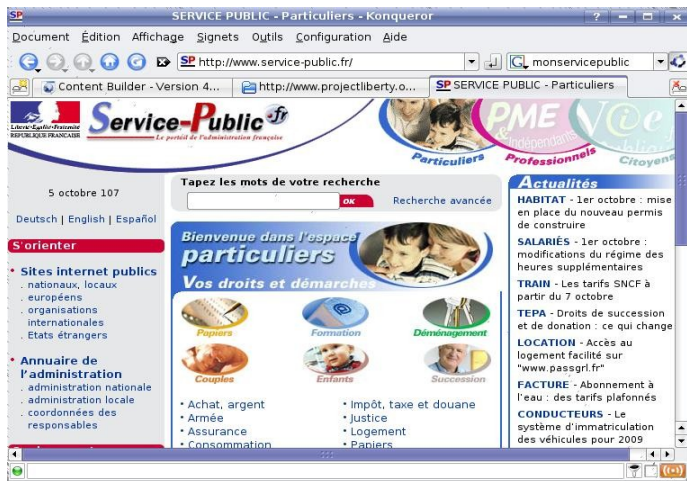 SP SERVICE PUBLIC - Particuliers - Konqueror
Document Édition Affichage Signets Outils Configuration Aide
SP http://www.service-public.fr/
G monservicepublic
Content Builder - Version 4...
http://www.projectliberty.o...
SP SERVICE PUBLIC - Particuliers
Liberté • Égalité • Fraternité
RÉPUBLIQUE FRANÇAISE
Service-Public.fr
Le portail de l'administration française
Particuliers
PME
& Indépendants
Professionnels
Vie
Publique
Citoyens
5 octobre 107
Deutsch | English | Español
S'orienter
• Sites internet publics
. nationaux, locaux
. européens
. organisations
internationales
. Etats étrangers
• Annuaire de
l'administration
. administration nationale
. administration locale
. coordonnées des
responsables
Tapez les mots de votre recherche
OK
Recherche avancée
Bienvenue dans l'espace
particuliers
Vos droits et démarches
Papiers
Formation
Déménagement
Couples
Enfants
Succession
• Achat, argent
• Armée
• Assurance
• Consommation
• Impôt, taxe et douane
• Justice
• Logement
• Papiers
Actualités
HABITAT - 1er octobre : mise
en place du nouveau permis
de construire
SALARIÉS - 1er octobre :
modifications du régime des
heures supplémentaires
TRAIN - Les tarifs SNCF à
partir du 7 octobre
TEPA - Droits de succession
et de donation : ce qui change
LOCATION - Accès au
logement facilité sur
"www.passgrl.fr"
FACTURE - Abonnement à
l'eau : des tarifs plafonnés
CONDUCTEURS - Le
système d'immatriculation
des véhicules pour 2009